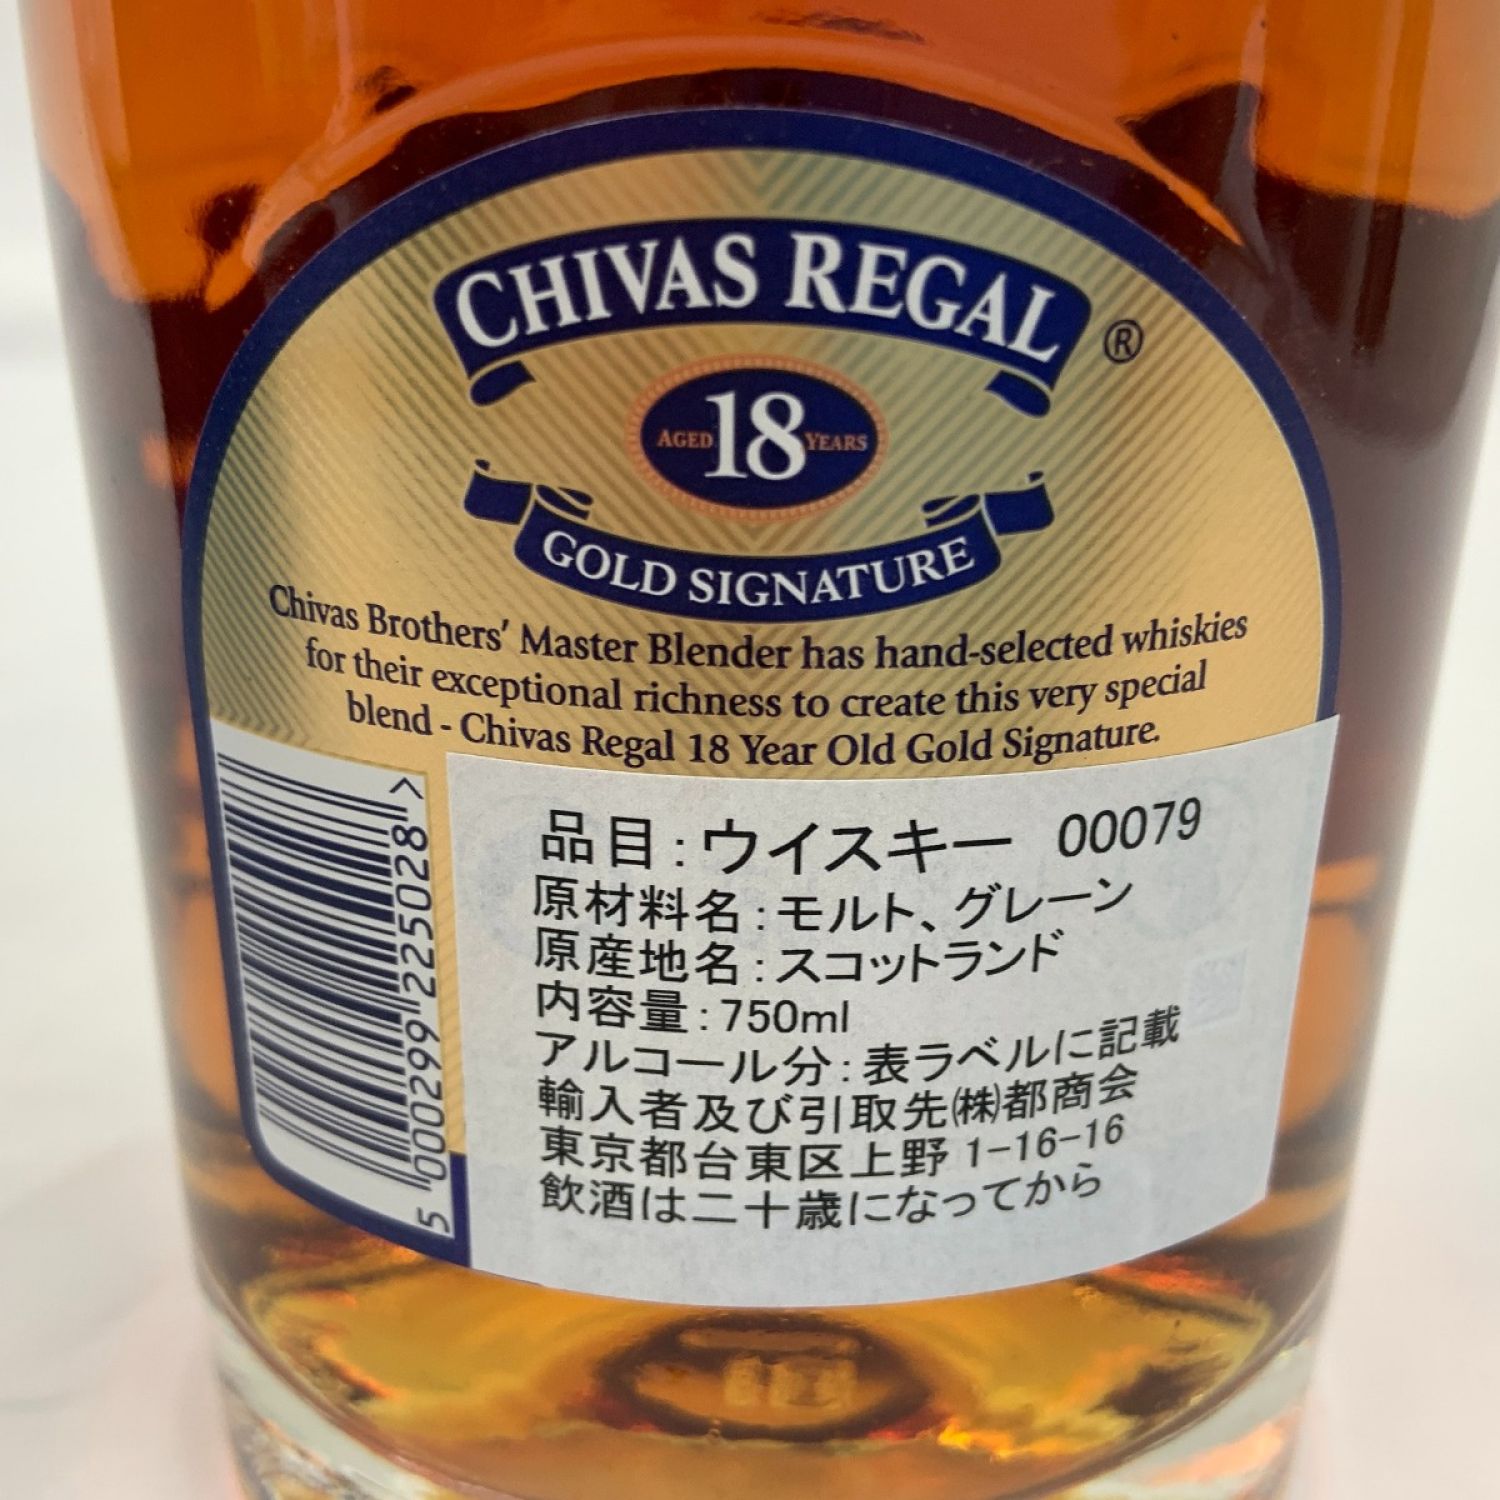 CHIVAS REGAL ®
AGED 18 YEARS
GOLD SIGNATURE
Chivas Brothers' Master Blender has hand-selected whiskies
for their exceptional richness to create this very special
blend - Chivas Regal 18 Year Old Gold Signature.
5 000299 225028 >
品目:ウイスキー 00079
原材料名:モルト、グレーン
原産地名:スコットランド
内容量:750ml
アルコール分:表ラベルに記載
輸入者及び引取先㈱都商会
東京都台東区上野1-16-16
飲酒は二十歳になってから